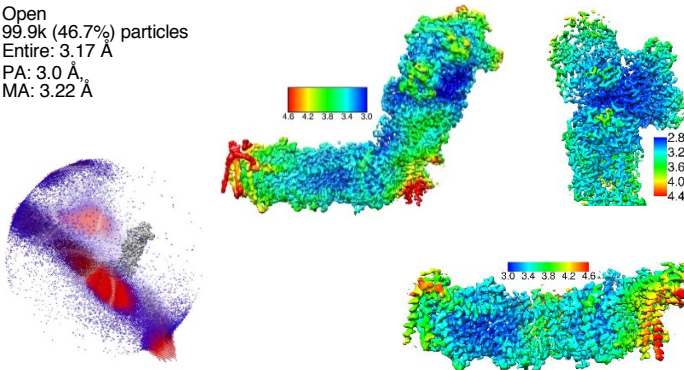 Open
99.9k (46.7%) particles
Entire: 3.17 Å
PA: 3.0 Å,
MA: 3.22 Å
4.6 4.2 3.8 3.4 3.0
2.8
3.2
3.6
4.0
4.4
3.0 3.4 3.8 4.2 4.6